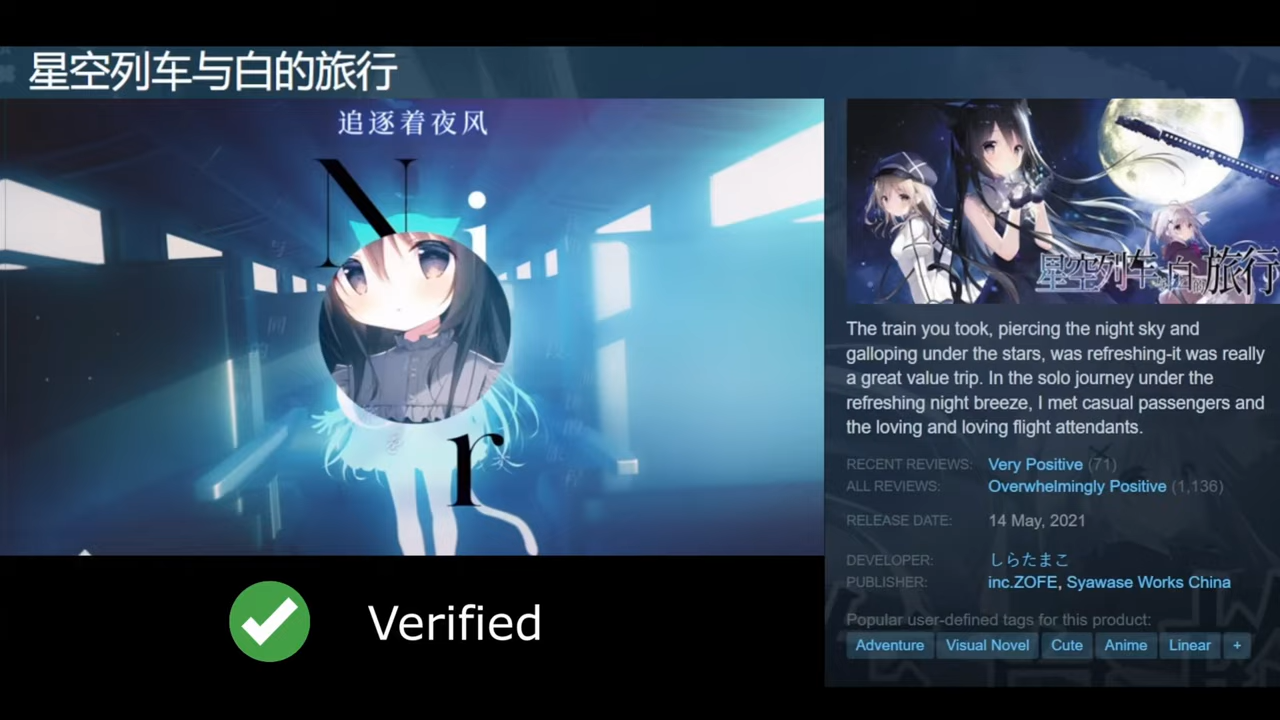 星空列车与白的旅行
追逐着夜风
Nir
星空列车与白的旅行
The train you took, piercing the night sky and
galloping under the stars, was refreshing-it was really
a great value trip. In the solo journey under the
refreshing night breeze, I met casual passengers and
the loving and loving flight attendants.
RECENT REVIEWS: Very Positive (71)
ALL REVIEWS: Overwhelmingly Positive (1,136)
RELEASE DATE: 14 May, 2021
DEVELOPER: しらたまこ
PUBLISHER: inc.ZOFE, Syawase Works China
Popular user-defined tags for this product:
Adventure Visual Novel Cute Anime Linear +
Verified